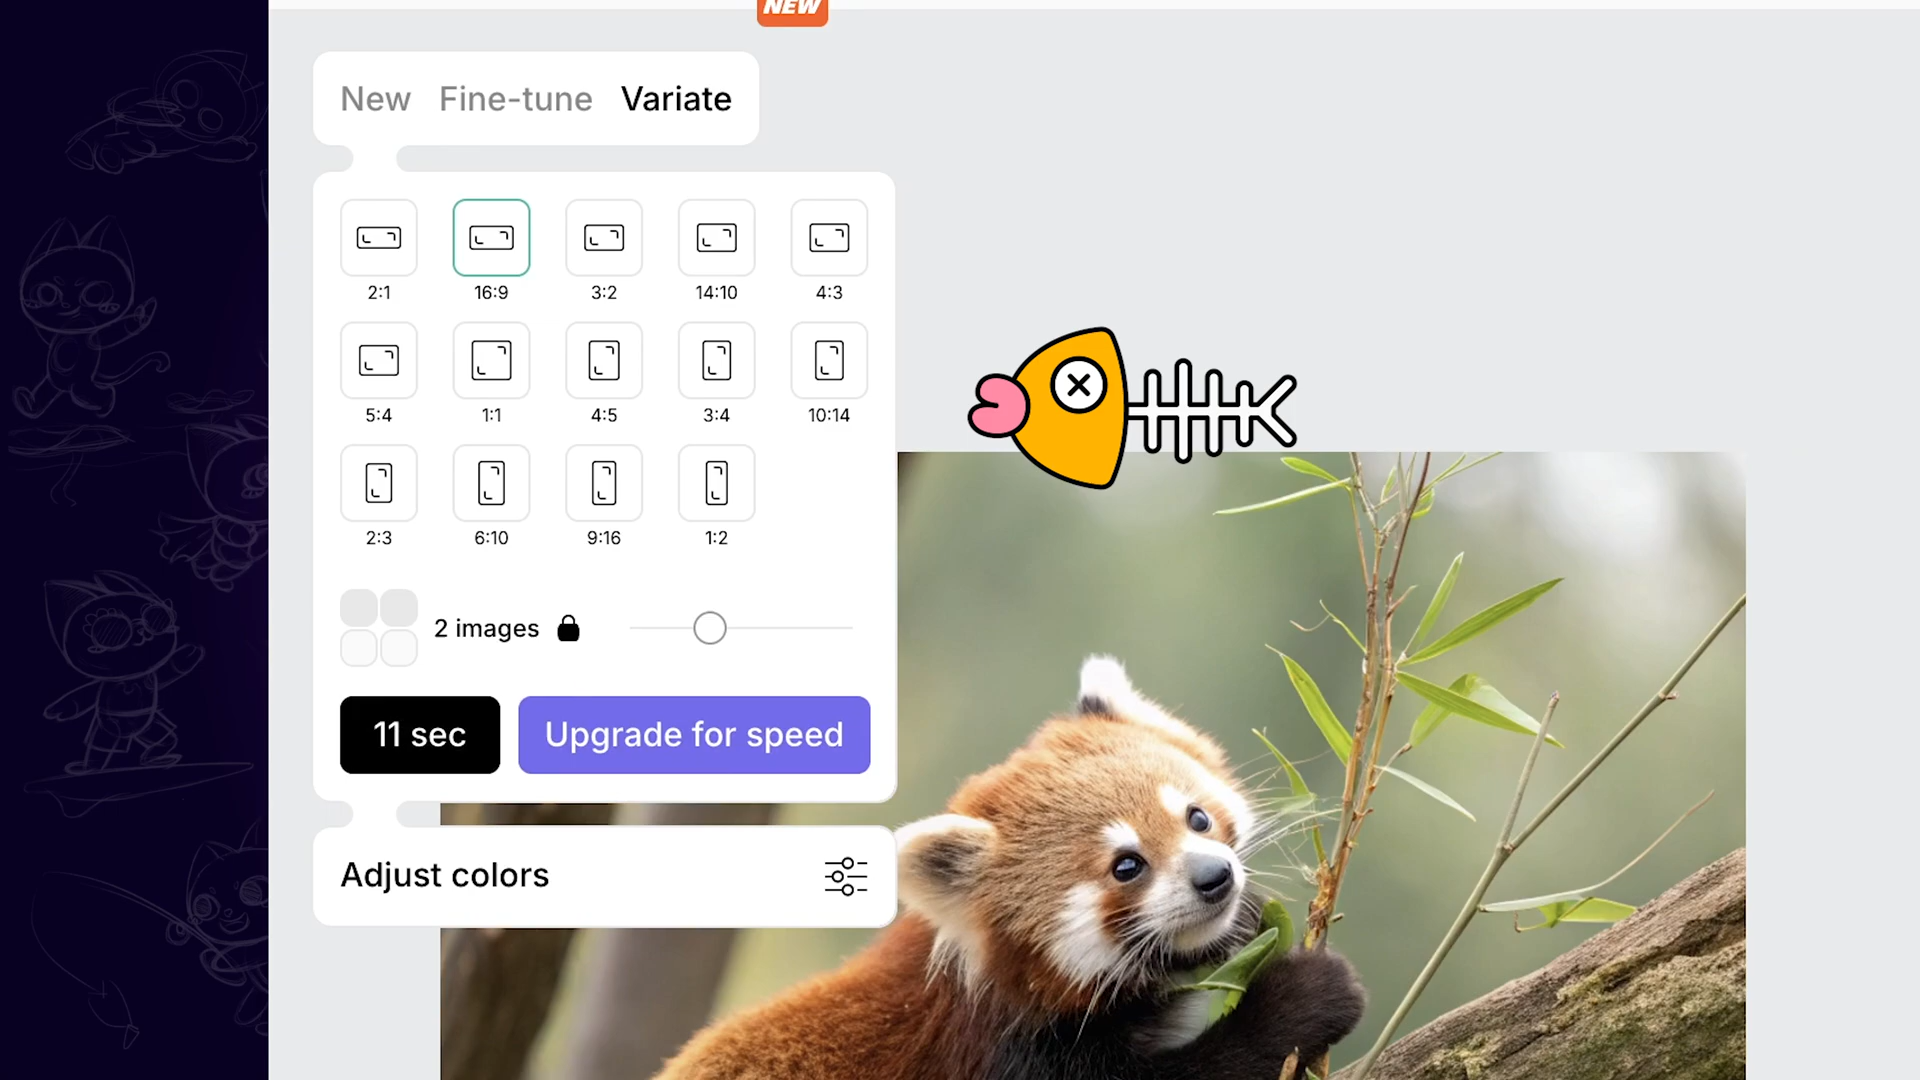 NEW
New Fine-tune Variate
2:1 16:9 3:2 14:10 4:3
5:4 1:1 4:5 3:4 10:14
2:3 6:10 9:16 1:2
2 images
11 sec Upgrade for speed
Adjust colors